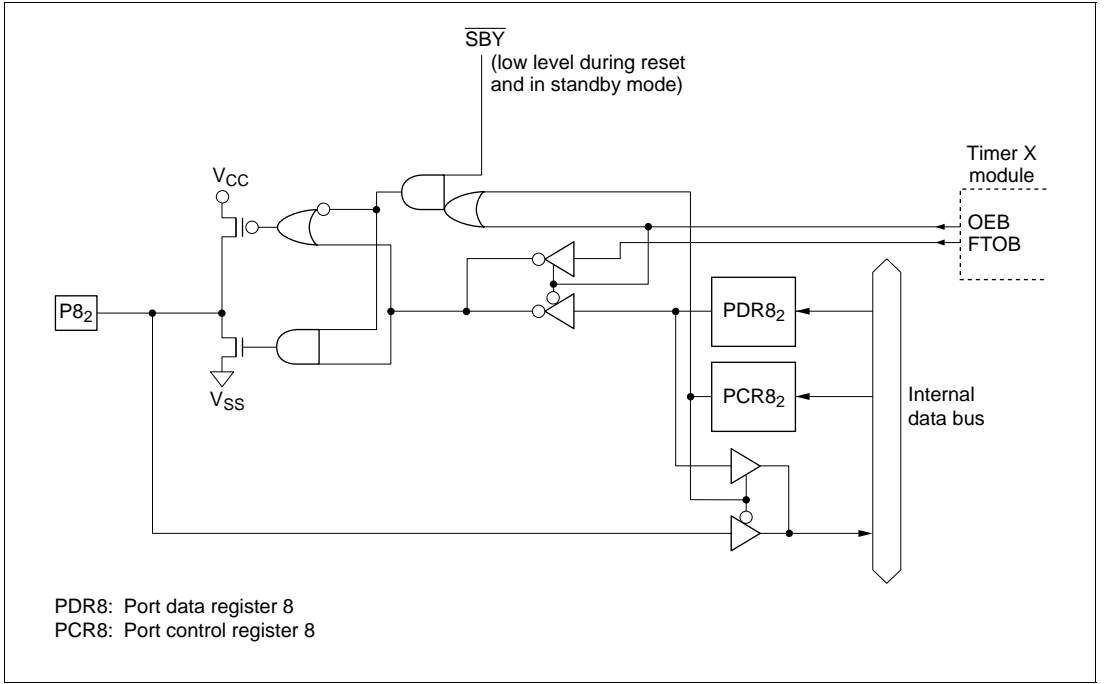 SBY
(low level during reset
and in standby mode)
Timer X
module
VCC
OEB
FTOB
P82
PDR82
PCR82
Internal
data bus
VSS
PDR8: Port data register 8
PCR8: Port control register 8